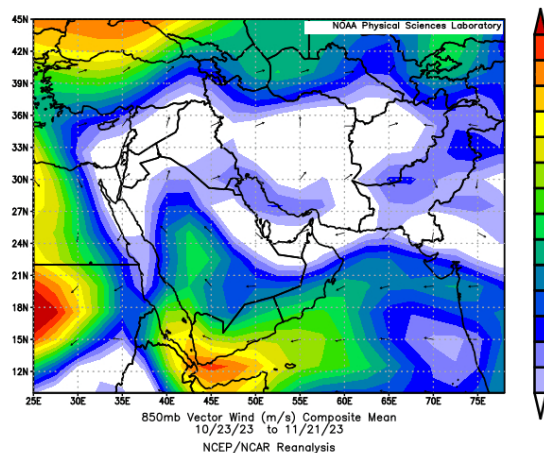 NOAA Physical Sciences Laboratory
45N
42N
39N
36N
33N
30N
27N
24N
21N
18N
15N
12N
25E 30E 35E 40E 45E 50E 55E 60E 65E 70E 75E
850mb Vector Wind (m/s) Composite Mean
10/23/23 to 11/21/23
NCEP/NCAR Reanalysis